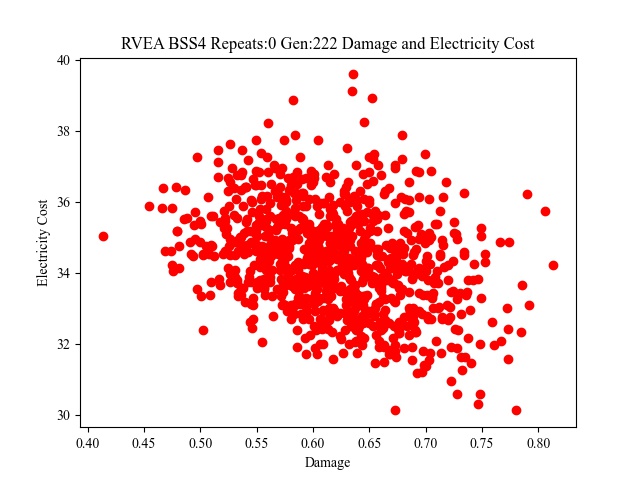 RVEA BSS4 Repeats:0 Gen:222 Damage and Electricity Cost
40
38
36
34
32
30
Electricity Cost
0.40 0.45 0.50 0.55 0.60 0.65 0.70 0.75 0.80
Damage